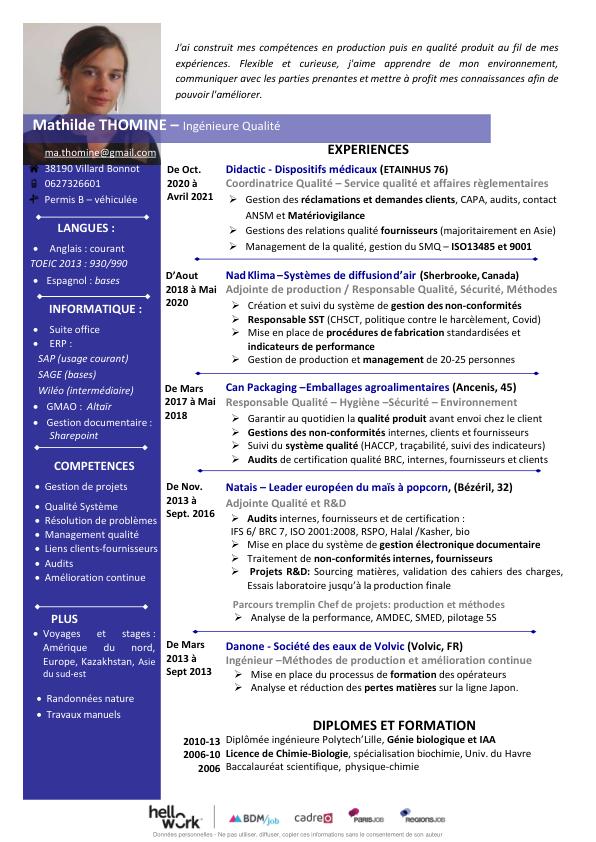 J'ai construit mes compétences en production puis en qualité produit au fil de mes
expériences. Flexible et curieuse, j'aime apprendre de mon environnement,
communiquer avec les parties prenantes et mettre à profit mes connaissances afin de
pouvoir l'améliorer.
Mathilde THOMINE – Ingénieure Qualité
ma.thomine@gmail.com
38190 Villard Bonnot
0627326601
Permis B – véhiculée
LANGUES :
• Anglais : courant
TOEIC 2013 : 930/990
• Espagnol : bases
INFORMATIQUE :
• Suite office
• ERP :
SAP (usage courant)
SAGE (bases)
Wiléo (intermédiaire)
• GMAO : Altaïr
• Gestion documentaire :
Sharepoint
COMPETENCES
• Gestion de projets
• Qualité Système
• Résolution de problèmes
• Management qualité
• Liens clients-fournisseurs
• Audits
• Amélioration continue
PLUS
• Voyages et stages :
Amérique du nord,
Europe, Kazakhstan, Asie
du sud-est
• Randonnées nature
• Travaux manuels
EXPERIENCES
De Oct.
2020 à
Avril 2021
Didactic - Dispositifs médicaux (ETAINHUS 76)
Coordinatrice Qualité – Service qualité et affaires règlementaires
➢ Gestion des réclamations et demandes clients, CAPA, audits, contact
ANSM et Matériovigilance
➢ Gestions des relations qualité fournisseurs (majoritairement en Asie)
➢ Management de la qualité, gestion du SMQ – ISO13485 et 9001
D'Aout
2018 à Mai
2020
Nad Klima –Systèmes de diffusion d'air (Sherbrooke, Canada)
Adjointe de production / Responsable Qualité, Sécurité, Méthodes
➢ Création et suivi du système de gestion des non-conformités
➢ Responsable SST (CHSCT, politique contre le harcèlement, Covid)
➢ Mise en place de procédures de fabrication standardisées et
indicateurs de performance
➢ Gestion de production et management de 20-25 personnes
De Mars
2017 à Mai
2018
Can Packaging –Emballages agroalimentaires (Ancenis, 45)
Responsable Qualité – Hygiène –Sécurité – Environnement
➢ Garantir au quotidien la qualité produit avant envoi chez le client
➢ Gestions des non-conformités internes, clients et fournisseurs
➢ Suivi du système qualité (HACCP, traçabilité, suivi des indicateurs)
➢ Audits de certification qualité BRC, internes, fournisseurs et clients
De Nov.
2013 à
Sept. 2016
Natais – Leader européen du maïs à popcorn, (Bézéril, 32)
Adjointe Qualité et R&D
➢ Audits internes, fournisseurs et de certification :
IFS 6/ BRC 7, ISO 2001:2008, RSPO, Halal /Kasher, bio
➢ Mise en place du système de gestion électronique documentaire
➢ Traitement de non-conformités internes, fournisseurs
➢ Projets R&D: Sourcing matières, validation des cahiers des charges,
Essais laboratoire jusqu'à la production finale
Parcours tremplin Chef de projets: production et méthodes
➢ Analyse de la performance, AMDEC, SMED, pilotage 5S
De Mars
2013 à
Sept 2013
Danone - Société des eaux de Volvic (Volvic, FR)
Ingénieur –Méthodes de production et amélioration continue
➢ Mise en place du processus de formation des opérateurs
➢ Analyse et réduction des pertes matières sur la ligne Japon.
DIPLOMES ET FORMATION
2010-13 Diplômée ingénieure Polytech'Lille, Génie biologique et IAA
2006-10 Licence de Chimie-Biologie, spécialisation biochimie, Univ. du Havre
2006 Baccalauréat scientifique, physique-chimie
hellowork BDM/job cadreo PARISJOB REGIONSJOB
Données personnelles - Ne pas utiliser, diffuser, copier ces informations sans le consentement de son auteur